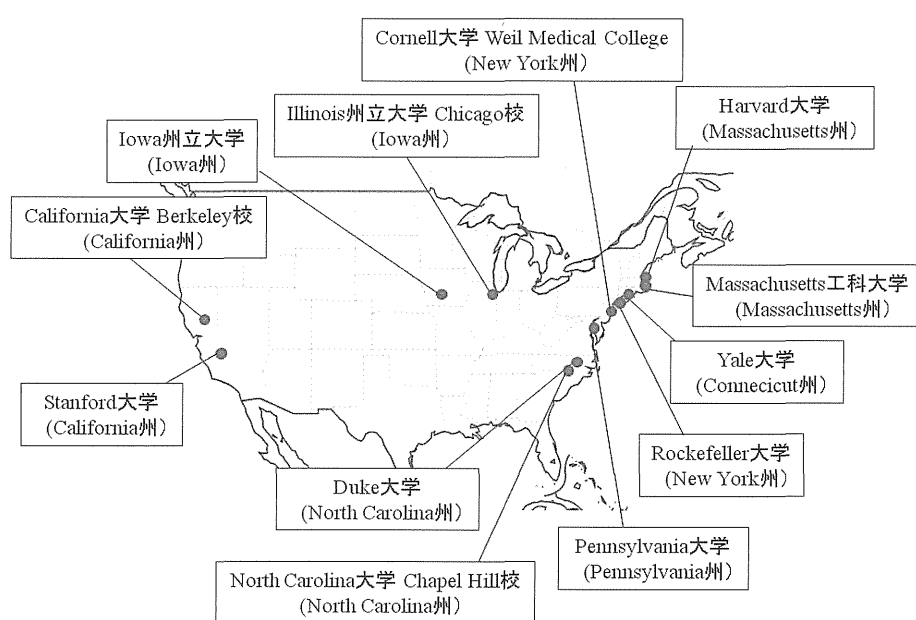 Cornell大学 Weil Medical College
(New York州)
Illinois州立大学 Chicago校
(Iowa州)
Harvard大学
(Massachusetts州)
Iowa州立大学
(Iowa州)
California大学 Berkeley校
(California州)
Massachusetts工科大学
(Massachusetts州)
Yale大学
(Connecicut州)
Stanford大学
(California州)
Rockefeller大学
(New York州)
Duke大学
(North Carolina州)
Pennsylvania大学
(Pennsylvania州)
North Carolina大学 Chapel Hill校
(North Carolina州)